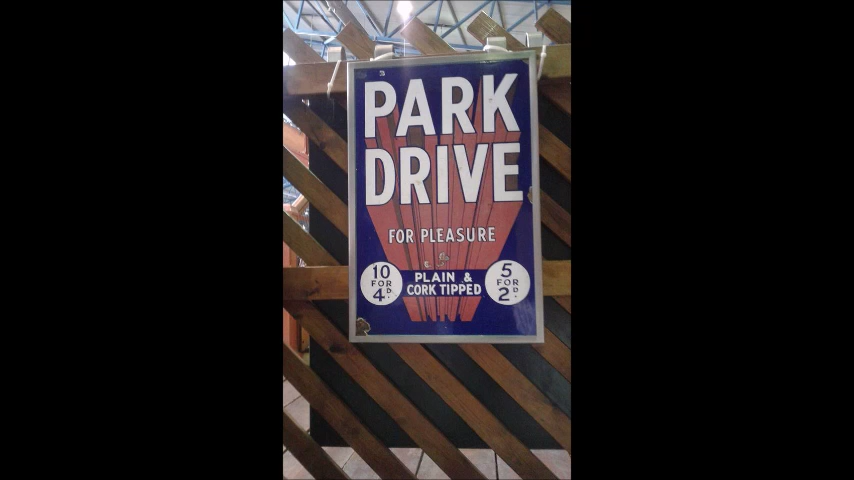 PARK
DRIVE
FOR PLEASURE
10
FOR
4D
PLAIN &
CORK TIPPED
5
FOR
2D